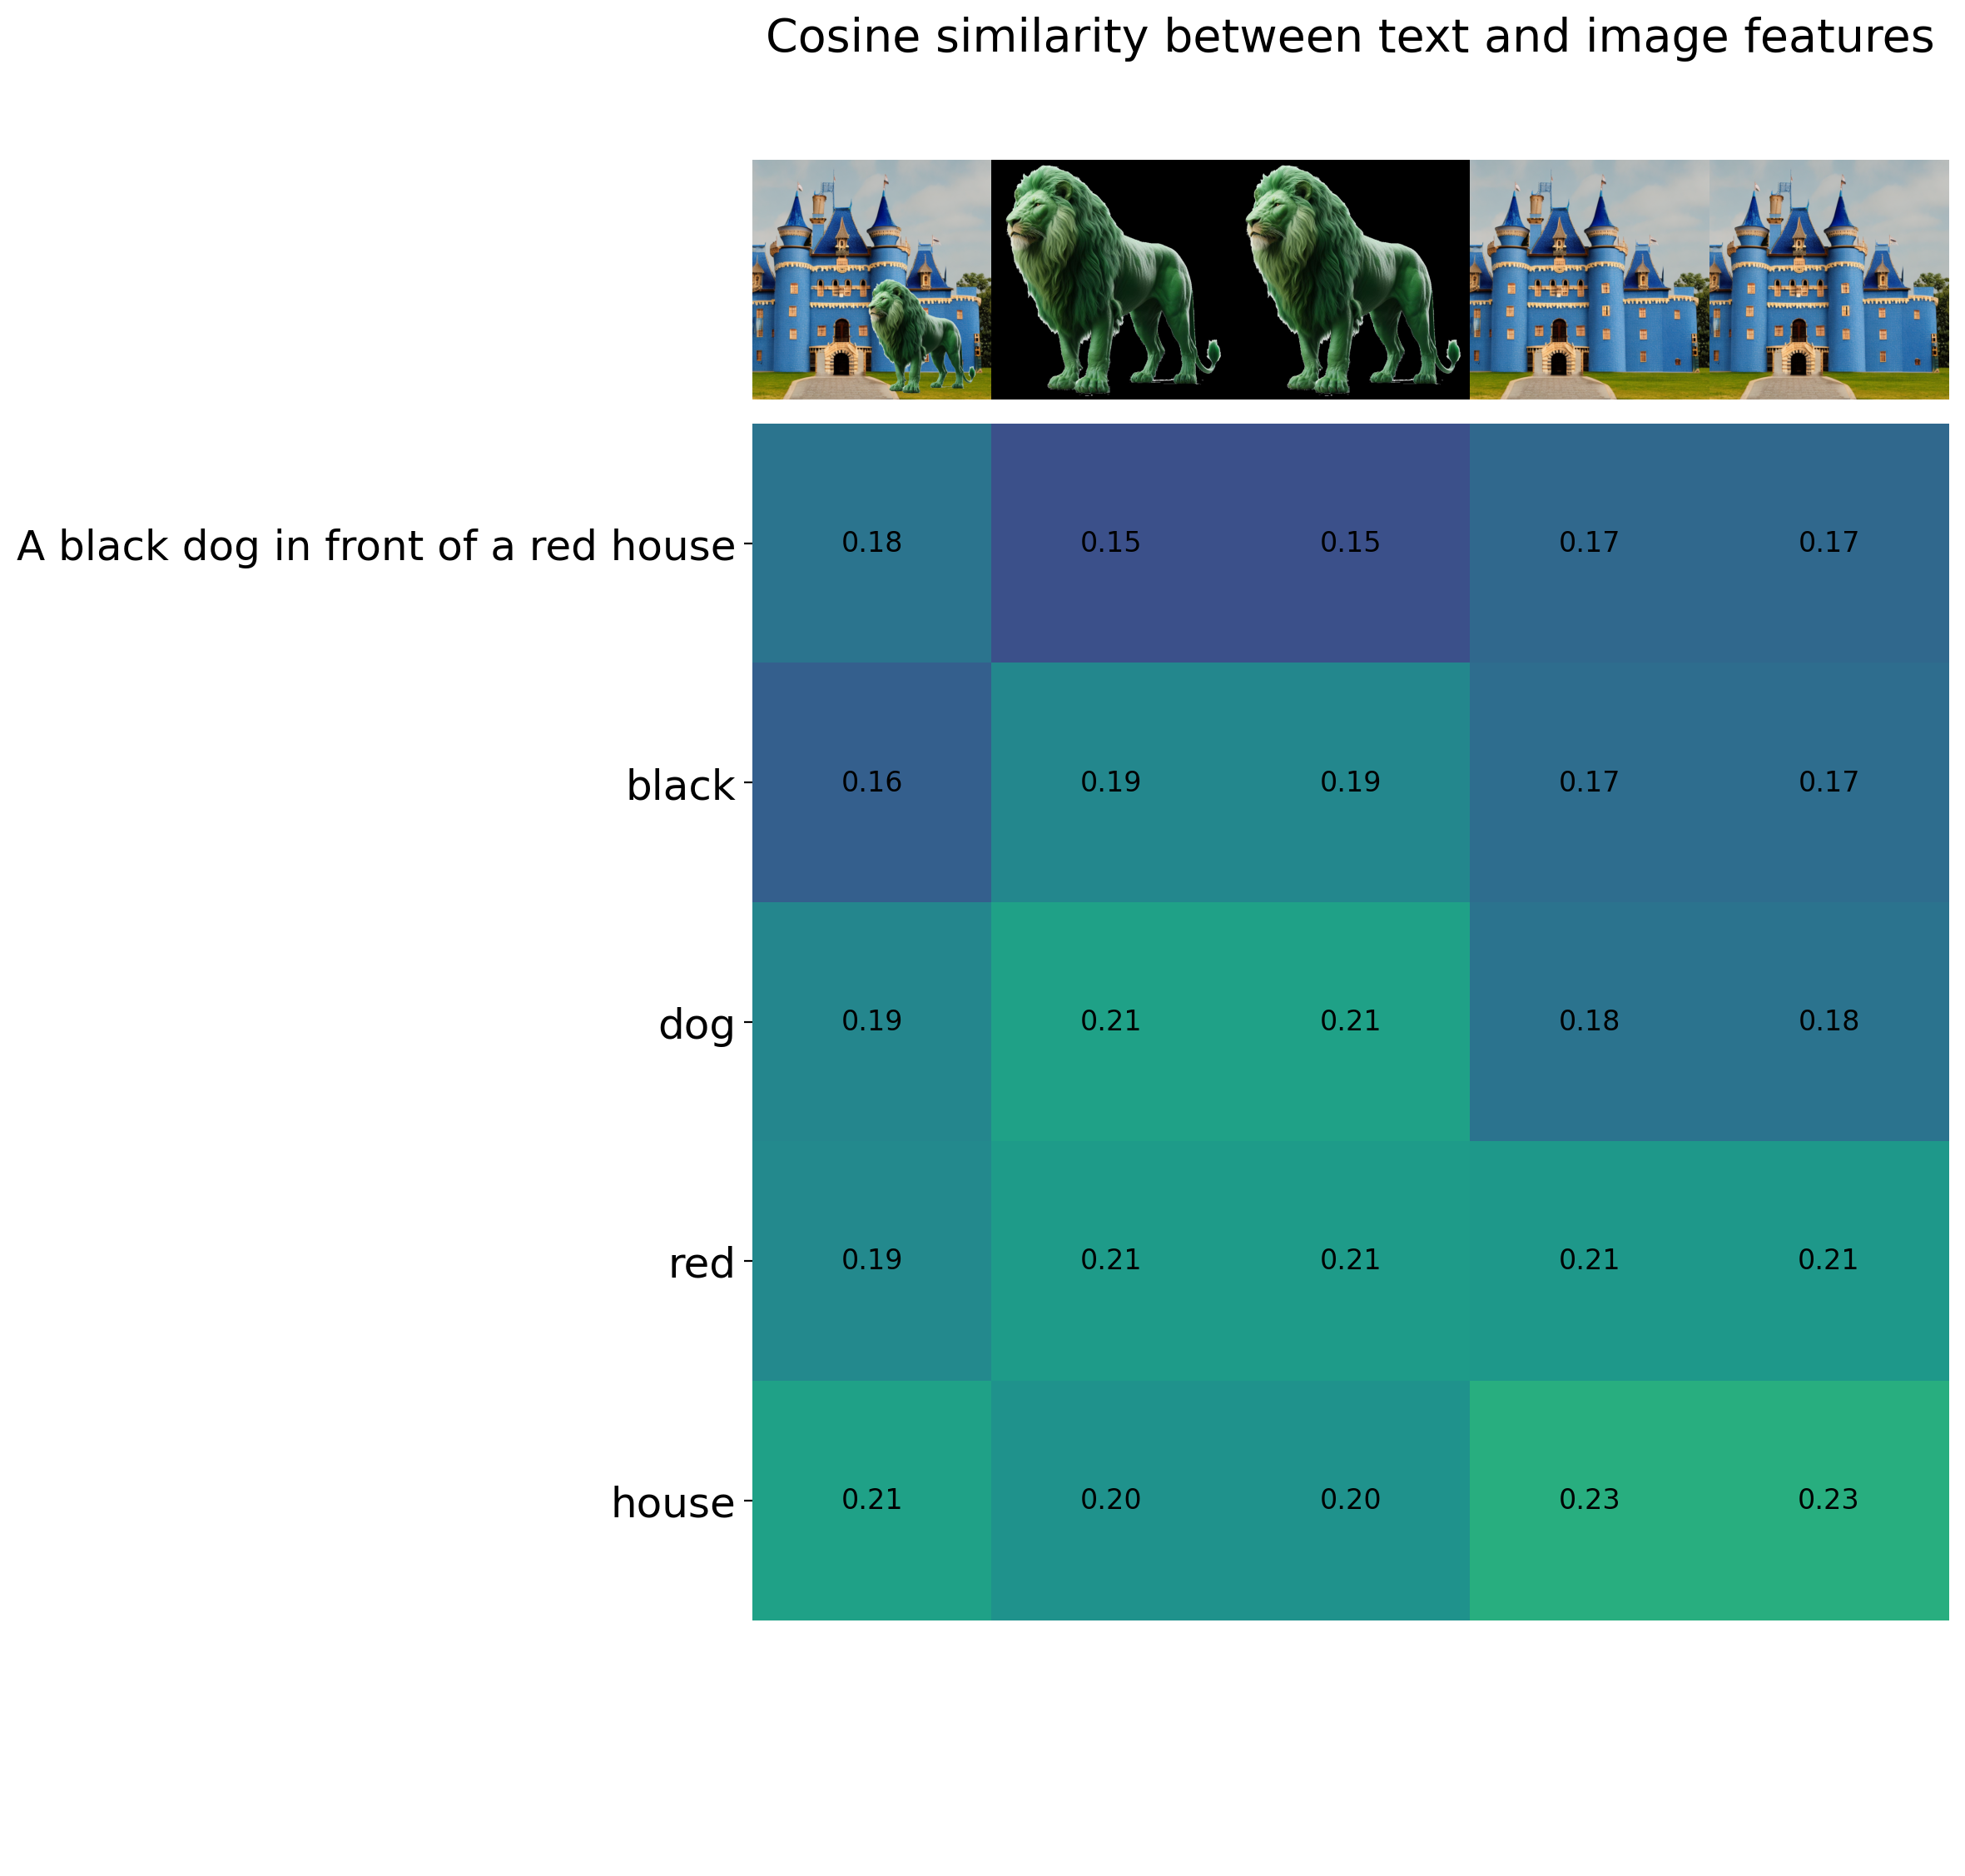 Cosine similarity between text and image features
A black dog in front of a red house 0.18 0.15 0.15 0.17 0.17
black 0.16 0.19 0.19 0.17 0.17
dog 0.19 0.21 0.21 0.18 0.18
red 0.19 0.21 0.21 0.21 0.21
house 0.21 0.20 0.20 0.23 0.23